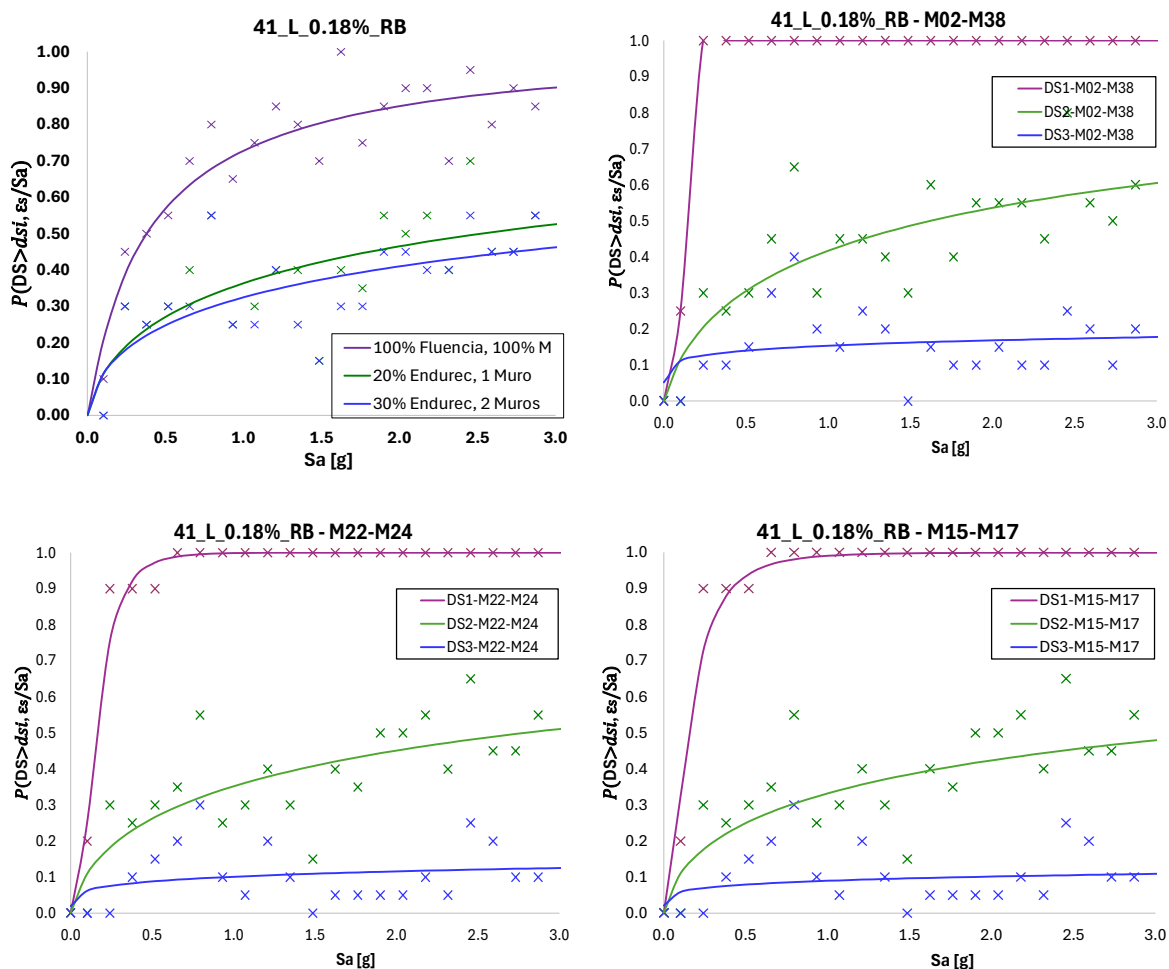 41_L_0.18%_RB
P(DS>dsi, εs/Sa)
1.00
0.90
0.80
0.70
0.60
0.50
0.40
0.30
0.20
0.10
0.00
0.0 0.5 1.0 1.5 2.0 2.5 3.0
Sa [g]
100% Fluencia, 100% M
20% Endurec, 1 Muro
30% Endurec, 2 Muros
41_L_0.18%_RB - M02-M38
P(DS>dsi, εs/Sa)
1.0
0.9
0.8
0.7
0.6
0.5
0.4
0.3
0.2
0.1
0.0
0.0 0.5 1.0 1.5 2.0 2.5 3.0
Sa [g]
DS1-M02-M38
DS2-M02-M38
DS3-M02-M38
41_L_0.18%_RB - M22-M24
P(DS>dsi, εs/Sa)
1.0
0.9
0.8
0.7
0.6
0.5
0.4
0.3
0.2
0.1
0.0
0.0 0.5 1.0 1.5 2.0 2.5 3.0
Sa [g]
DS1-M22-M24
DS2-M22-M24
DS3-M22-M24
41_L_0.18%_RB - M15-M17
P(DS>dsi, εs/Sa)
1.0
0.9
0.8
0.7
0.6
0.5
0.4
0.3
0.2
0.1
0.0
0.0 0.5 1.0 1.5 2.0 2.5 3.0
Sa [g]
DS1-M15-M17
DS2-M15-M17
DS3-M15-M17